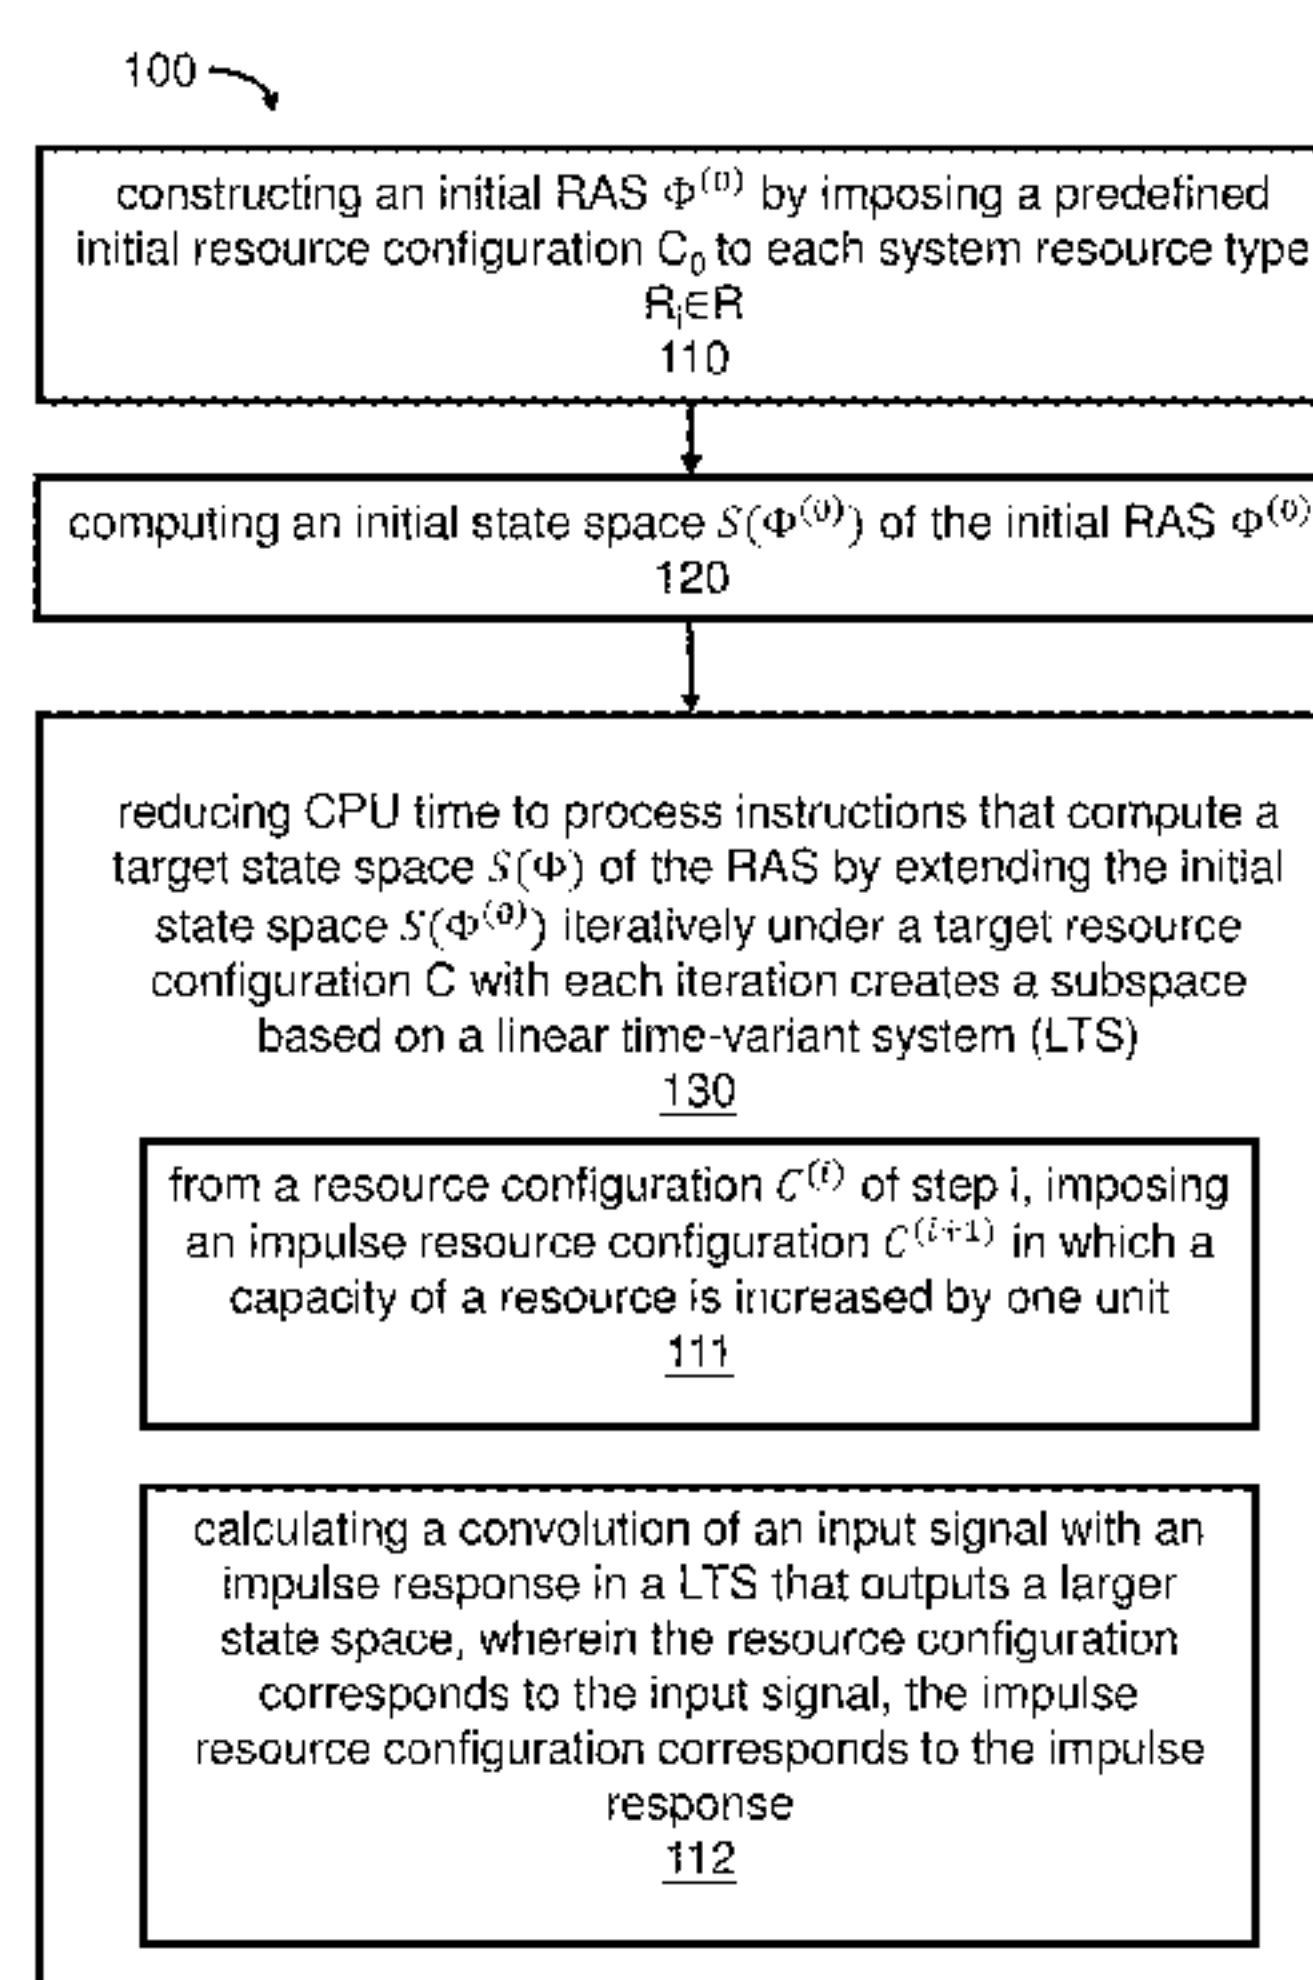 100
constructing an initial RAS Φ⁽⁰⁾ by imposing a predefined
initial resource configuration C₀ to each system resource type
Rᵢ∈R
110
computing an initial state space S(Φ⁽⁰⁾) of the initial RAS Φ⁽⁰⁾
120
reducing CPU time to process instructions that compute a
target state space S(Φ) of the RAS by extending the initial
state space S(Φ⁽⁰⁾) iteratively under a target resource
configuration C with each iteration creates a subspace
based on a linear time-variant system (LTS)
130
from a resource configuration C⁽ⁱ⁾ of step i, imposing
an impulse resource configuration C⁽ⁱ⁺¹⁾ in which a
capacity of a resource is increased by one unit
111
calculating a convolution of an input signal with an
impulse response in a LTS that outputs a larger
state space, wherein the resource configuration
corresponds to the input signal, the impulse
resource configuration corresponds to the impulse
response
112